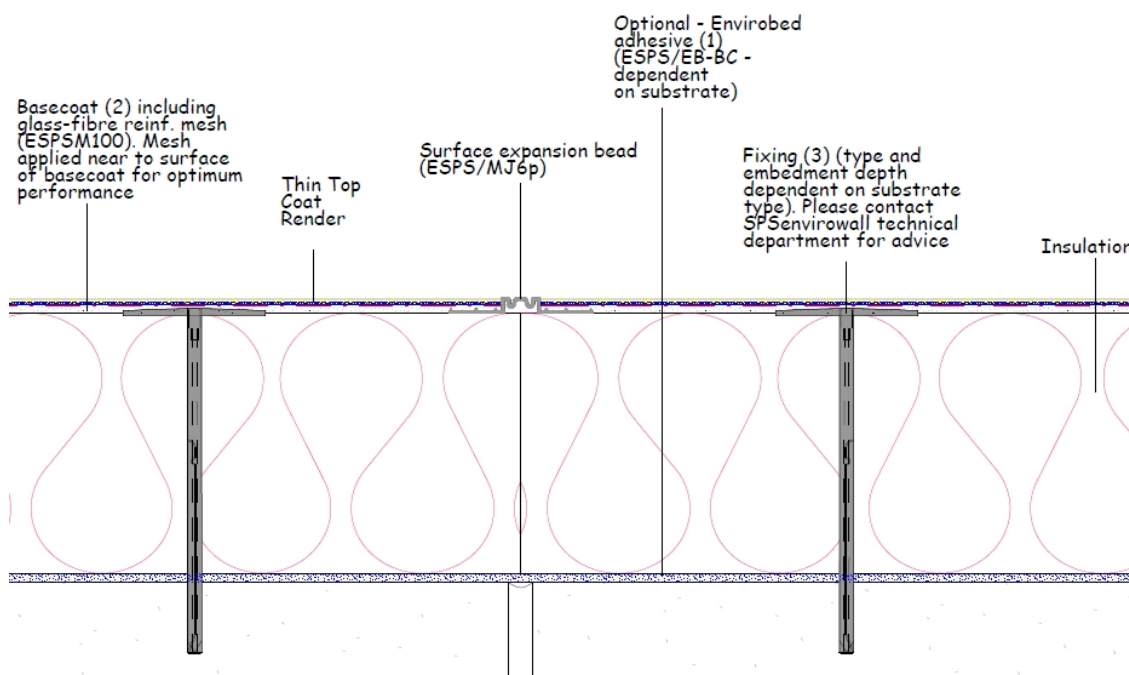 Optional - Envirobed
adhesive (1)
(ESPS/EB-BC -
dependent
on substrate)
Basecoat (2) including
glass-fibre reinf. mesh
(ESPSM100). Mesh
applied near to surface
of basecoat for optimum
performance
Thin Top
Coat
Render
Surface expansion bead
(ESPS/MJ6p)
Fixing (3) (type and
embedment depth
dependent on substrate
type). Please contact
SPSenvirowall technical
department for advice
Insulation